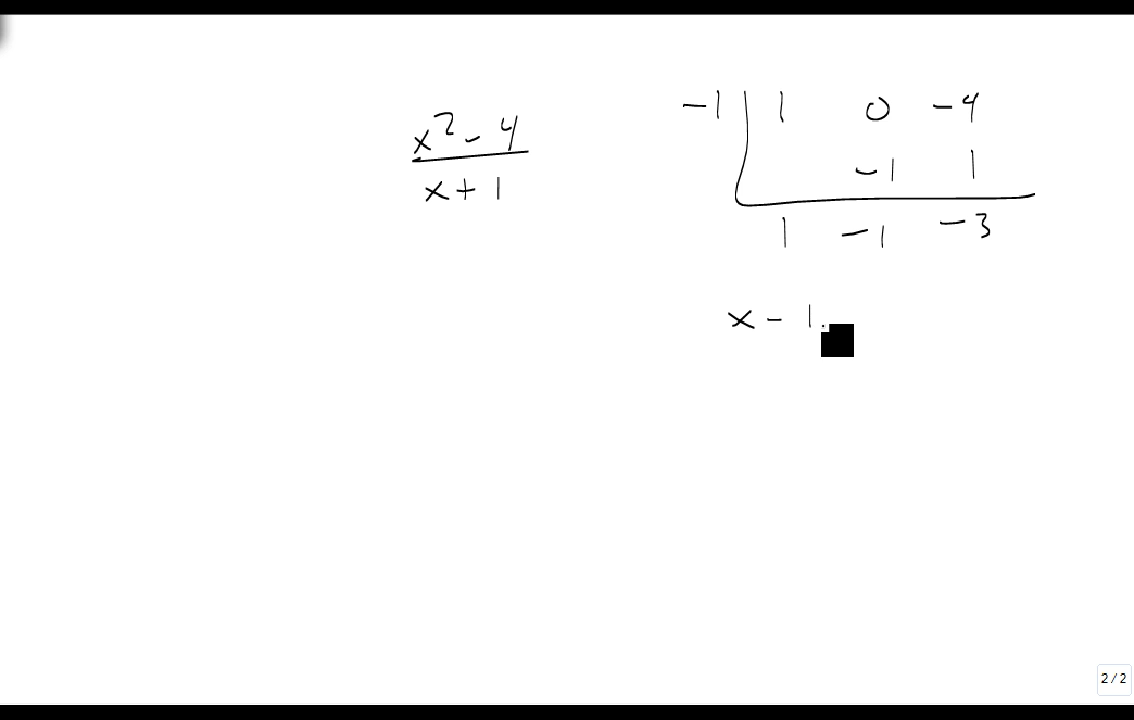 x² - 4
x + 1
-1 | 1 0 -4
-1 1
1 -1 -3
x - 1
2/2